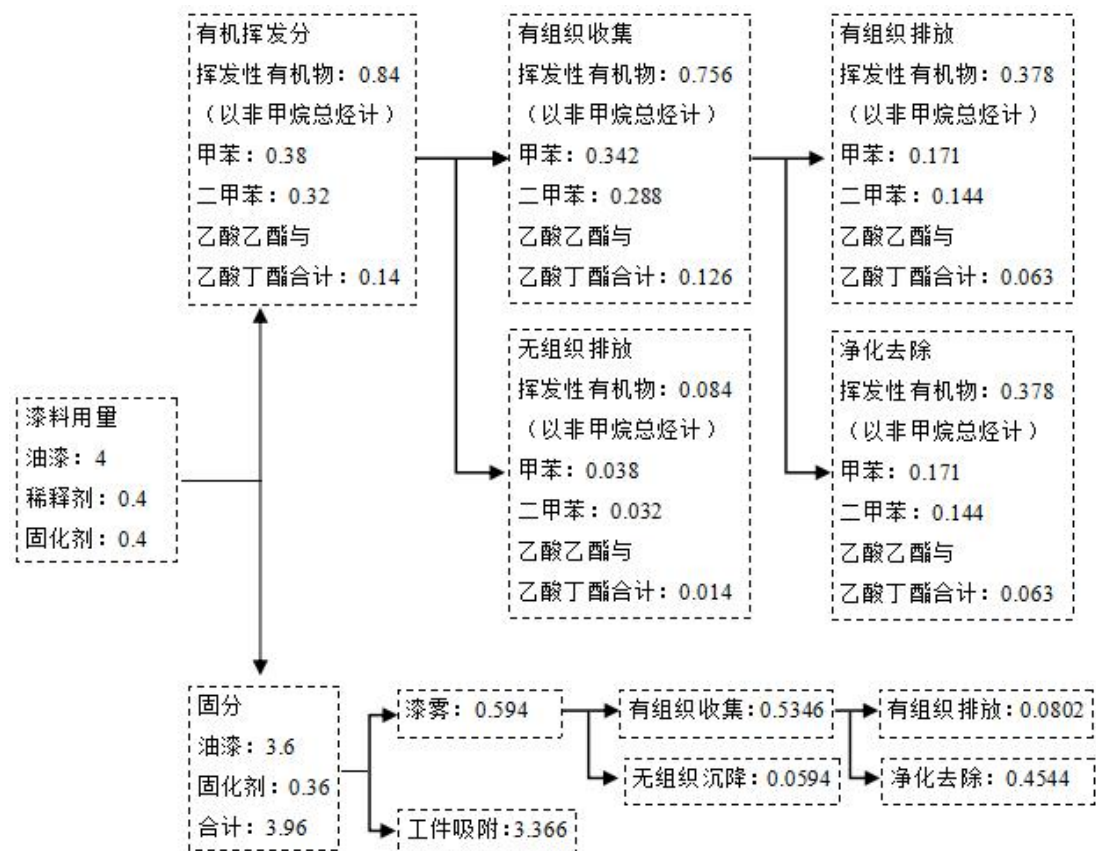 有机挥发分
挥发性有机物：0.84
（以非甲烷总烃计）
甲苯：0.38
二甲苯：0.32
乙酸乙酯与
乙酸丁酯合计：0.14
有组织收集
挥发性有机物：0.756
（以非甲烷总烃计）
甲苯：0.342
二甲苯：0.288
乙酸乙酯与
乙酸丁酯合计：0.126
有组织排放
挥发性有机物：0.378
（以非甲烷总烃计）
甲苯：0.171
二甲苯：0.144
乙酸乙酯与
乙酸丁酯合计：0.063
无组织排放
挥发性有机物：0.084
（以非甲烷总烃计）
甲苯：0.038
二甲苯：0.032
乙酸乙酯与
乙酸丁酯合计：0.014
净化去除
挥发性有机物：0.378
（以非甲烷总烃计）
甲苯：0.171
二甲苯：0.144
乙酸乙酯与
乙酸丁酯合计：0.063
漆料用量
油漆：4
稀释剂：0.4
固化剂：0.4
固分
油漆：3.6
固化剂：0.36
合计：3.96
漆雾：0.594
有组织收集:0.5346
有组织排放:0.0802
无组织沉降:0.0594
净化去除：0.4544
工件吸附:3.366